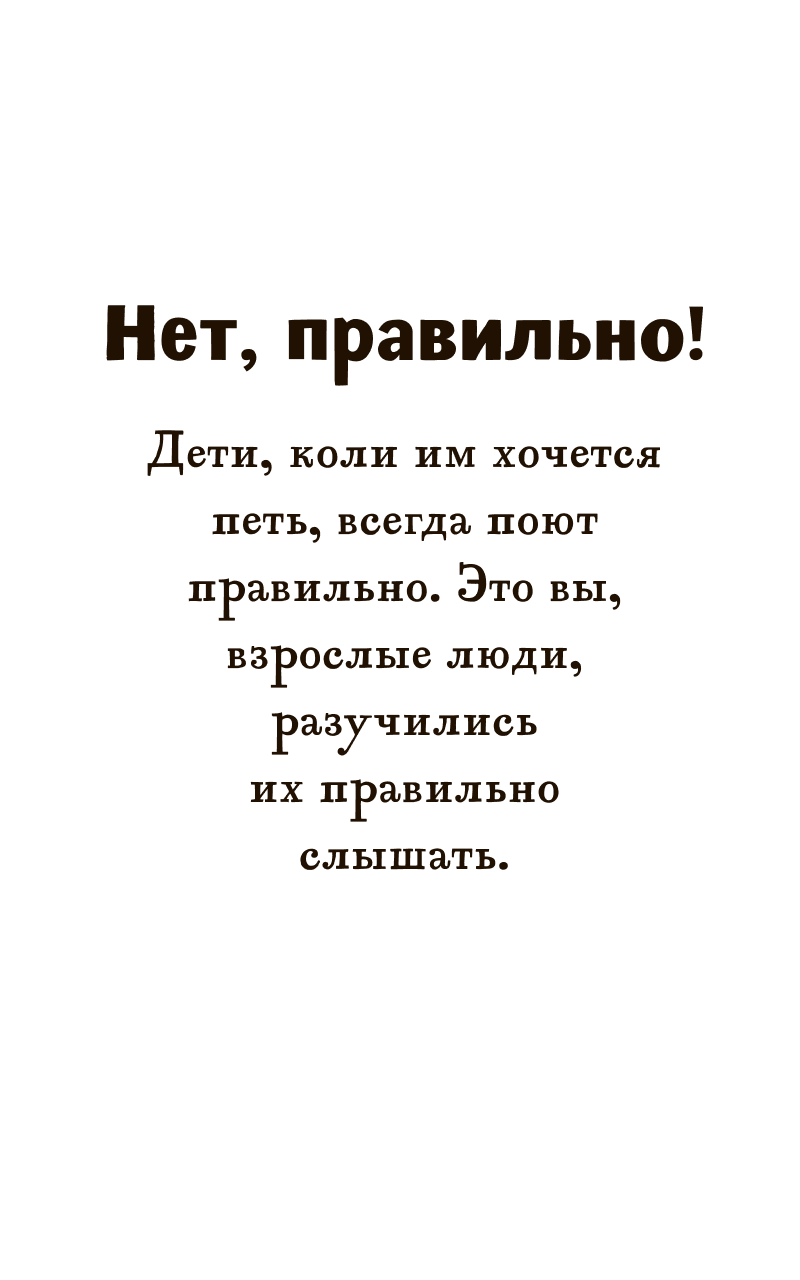 Нет, правильно!
Дети, коли им хочется
петь, всегда поют
правильно. Это вы,
взрослые люди,
разучились
их правильно
слышать.